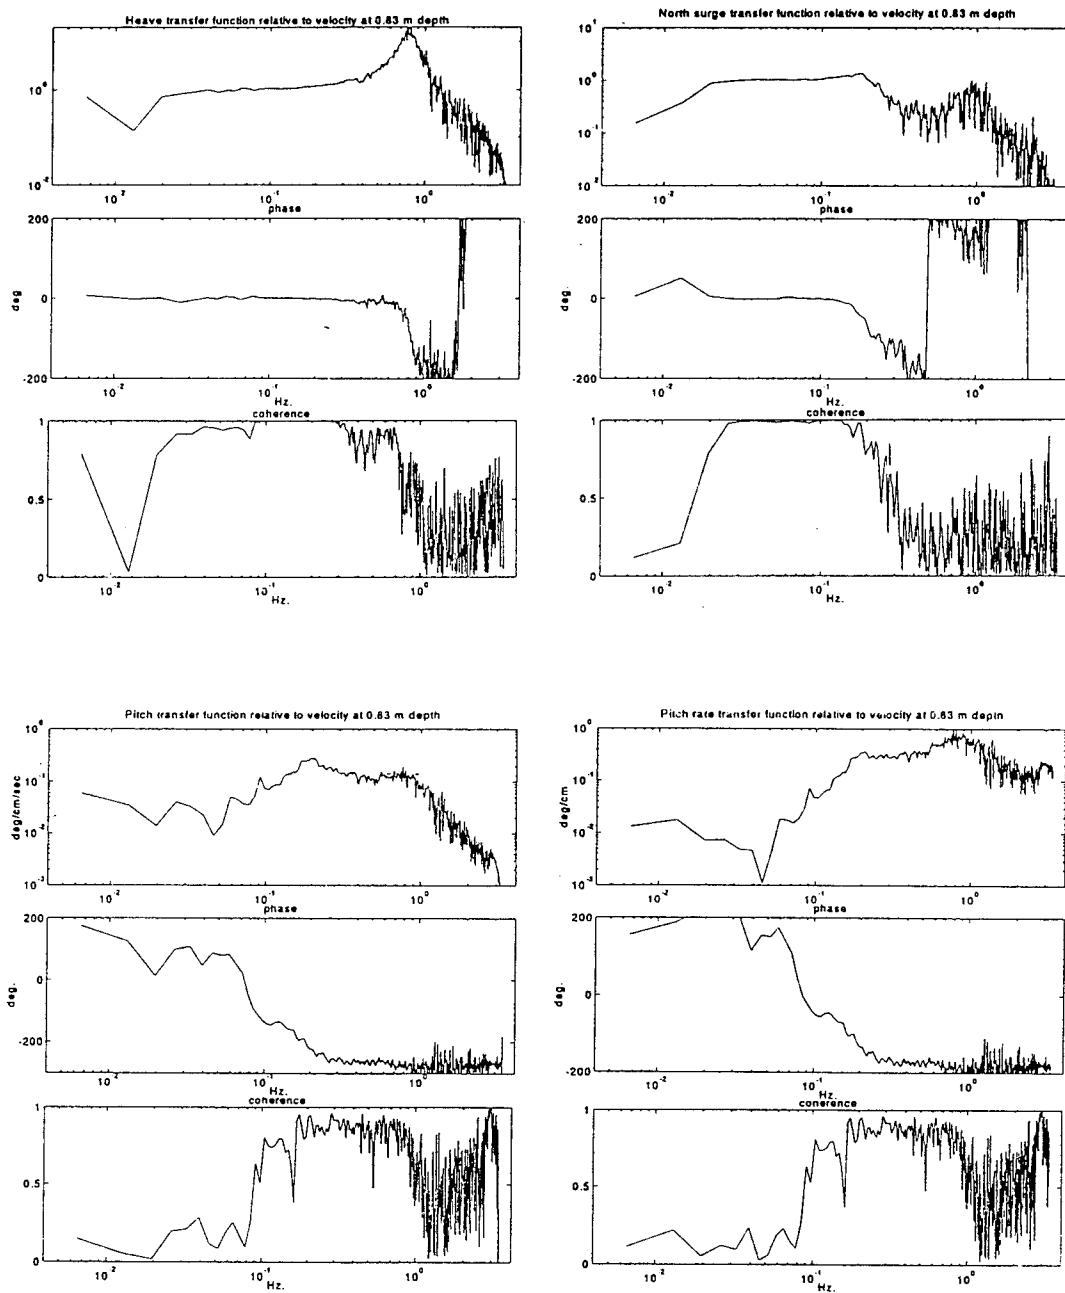 Heave transfer function relative to velocity at 0.83 m depth
10⁰
10⁻²
10⁻² 10⁻¹ 10⁰
phase
200
0
-200
deg
10⁻² 10⁻¹ 10⁰
Hz.
coherence
1
0.5
0
10⁻² 10⁻¹ 10⁰
Hz.
North surge transfer function relative to velocity at 0.83 m depth
10¹
10⁰
10⁻¹
10⁻²
10⁻² 10⁻¹ 10⁰
phase
200
0
-200
deg.
10⁻² 10⁻¹ 10⁰
Hz.
coherence
1
0.5
0
10⁻² 10⁻¹ 10⁰
Hz.
Pitch transfer function relative to velocity at 0.83 m depth
10⁰
10⁻¹
10⁻²
10⁻³
deg/cm/sec
10⁻² 10⁻¹ 10⁰
phase
200
0
-200
deg.
10⁻² 10⁻¹ 10⁰
Hz.
coherence
1
0.5
0
10⁻² 10⁻¹ 10⁰
Hz.
Pitch rate transfer function relative to velocity at 0.83 m depth
10⁰
10⁻¹
10⁻²
10⁻³
deg/cm
10⁻² 10⁻¹ 10⁰
phase
200
0
-200
deg.
10⁻² 10⁻¹ 10⁰
Hz.
coherence
1
0.5
0
10⁻² 10⁻¹ 10⁰
Hz.